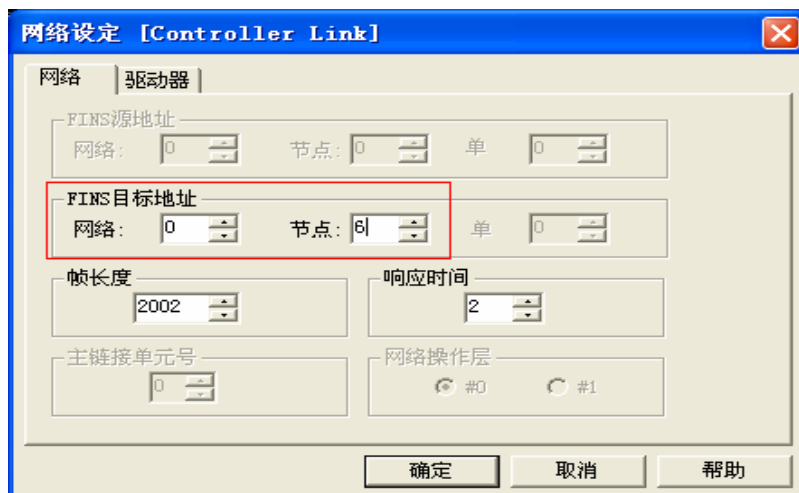 网络设定 [Controller Link]
网络 驱动器
FINS源地址
网络: 0 节点: 0 单 0
FINS目标地址
网络: 0 节点: 6 单 0
帧长度 响应时间
2002 2
主链接单元号 网络操作层
0 #0 #1
确定 取消 帮助